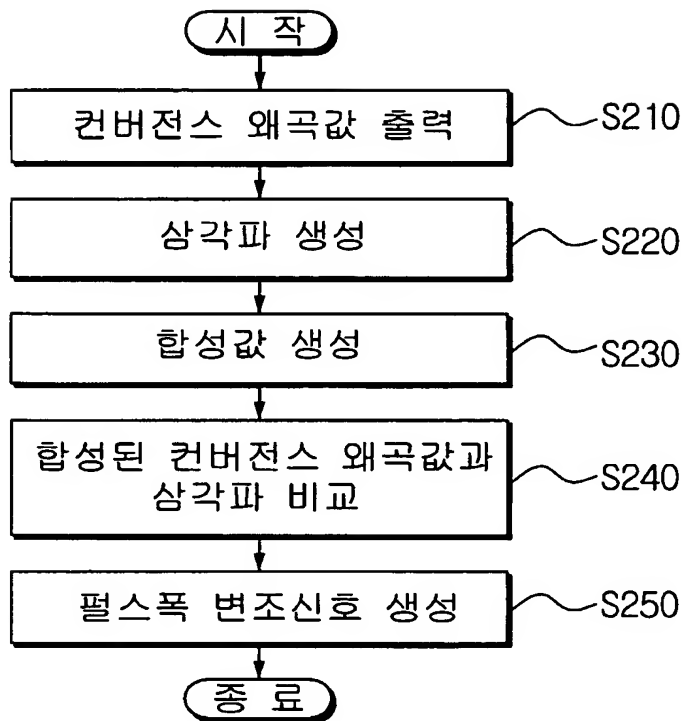 시 작
컨버전스 왜곡값 출력
S210
삼각파 생성
S220
합성값 생성
S230
합성된 컨버전스 왜곡값과
삼각파 비교
S240
펄스폭 변조신호 생성
S250
종 료